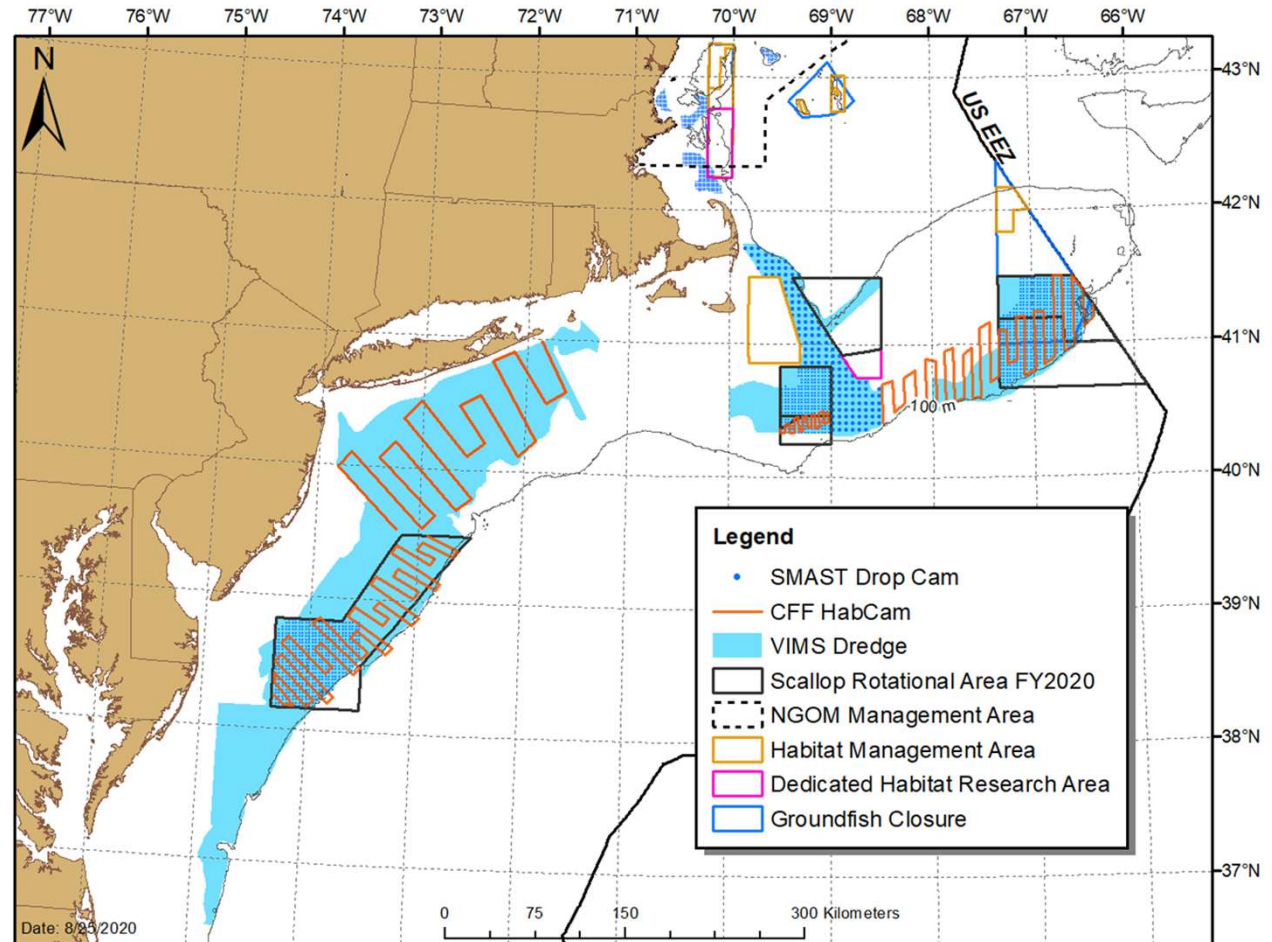 77°W 76°W 75°W 74°W 73°W 72°W 71°W 70°W 69°W 68°W 67°W 66°W
N
43°N
US EEZ
42°N
41°N
100 m
40°N
39°N
38°N
37°N
Legend
SMAST Drop Cam
CFF HabCam
VIMS Dredge
Scallop Rotational Area FY2020
NGOM Management Area
Habitat Management Area
Dedicated Habitat Research Area
Groundfish Closure
0 75 150 300 Kilometers
Date: 8/25/2020